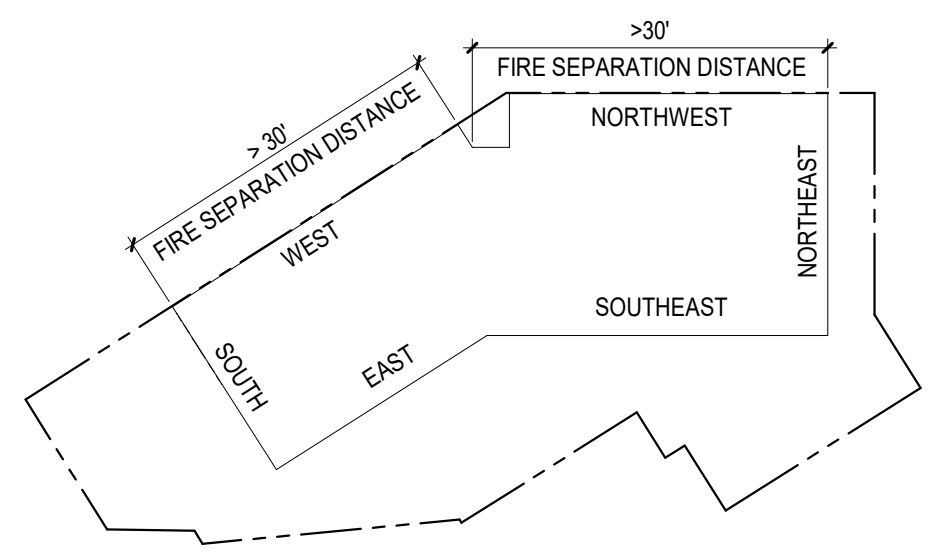 >30'
FIRE SEPARATION DISTANCE
NORTHWEST
> 30'
FIRE SEPARATION DISTANCE
WEST
NORTHEAST
SOUTHEAST
SOUTH
EAST